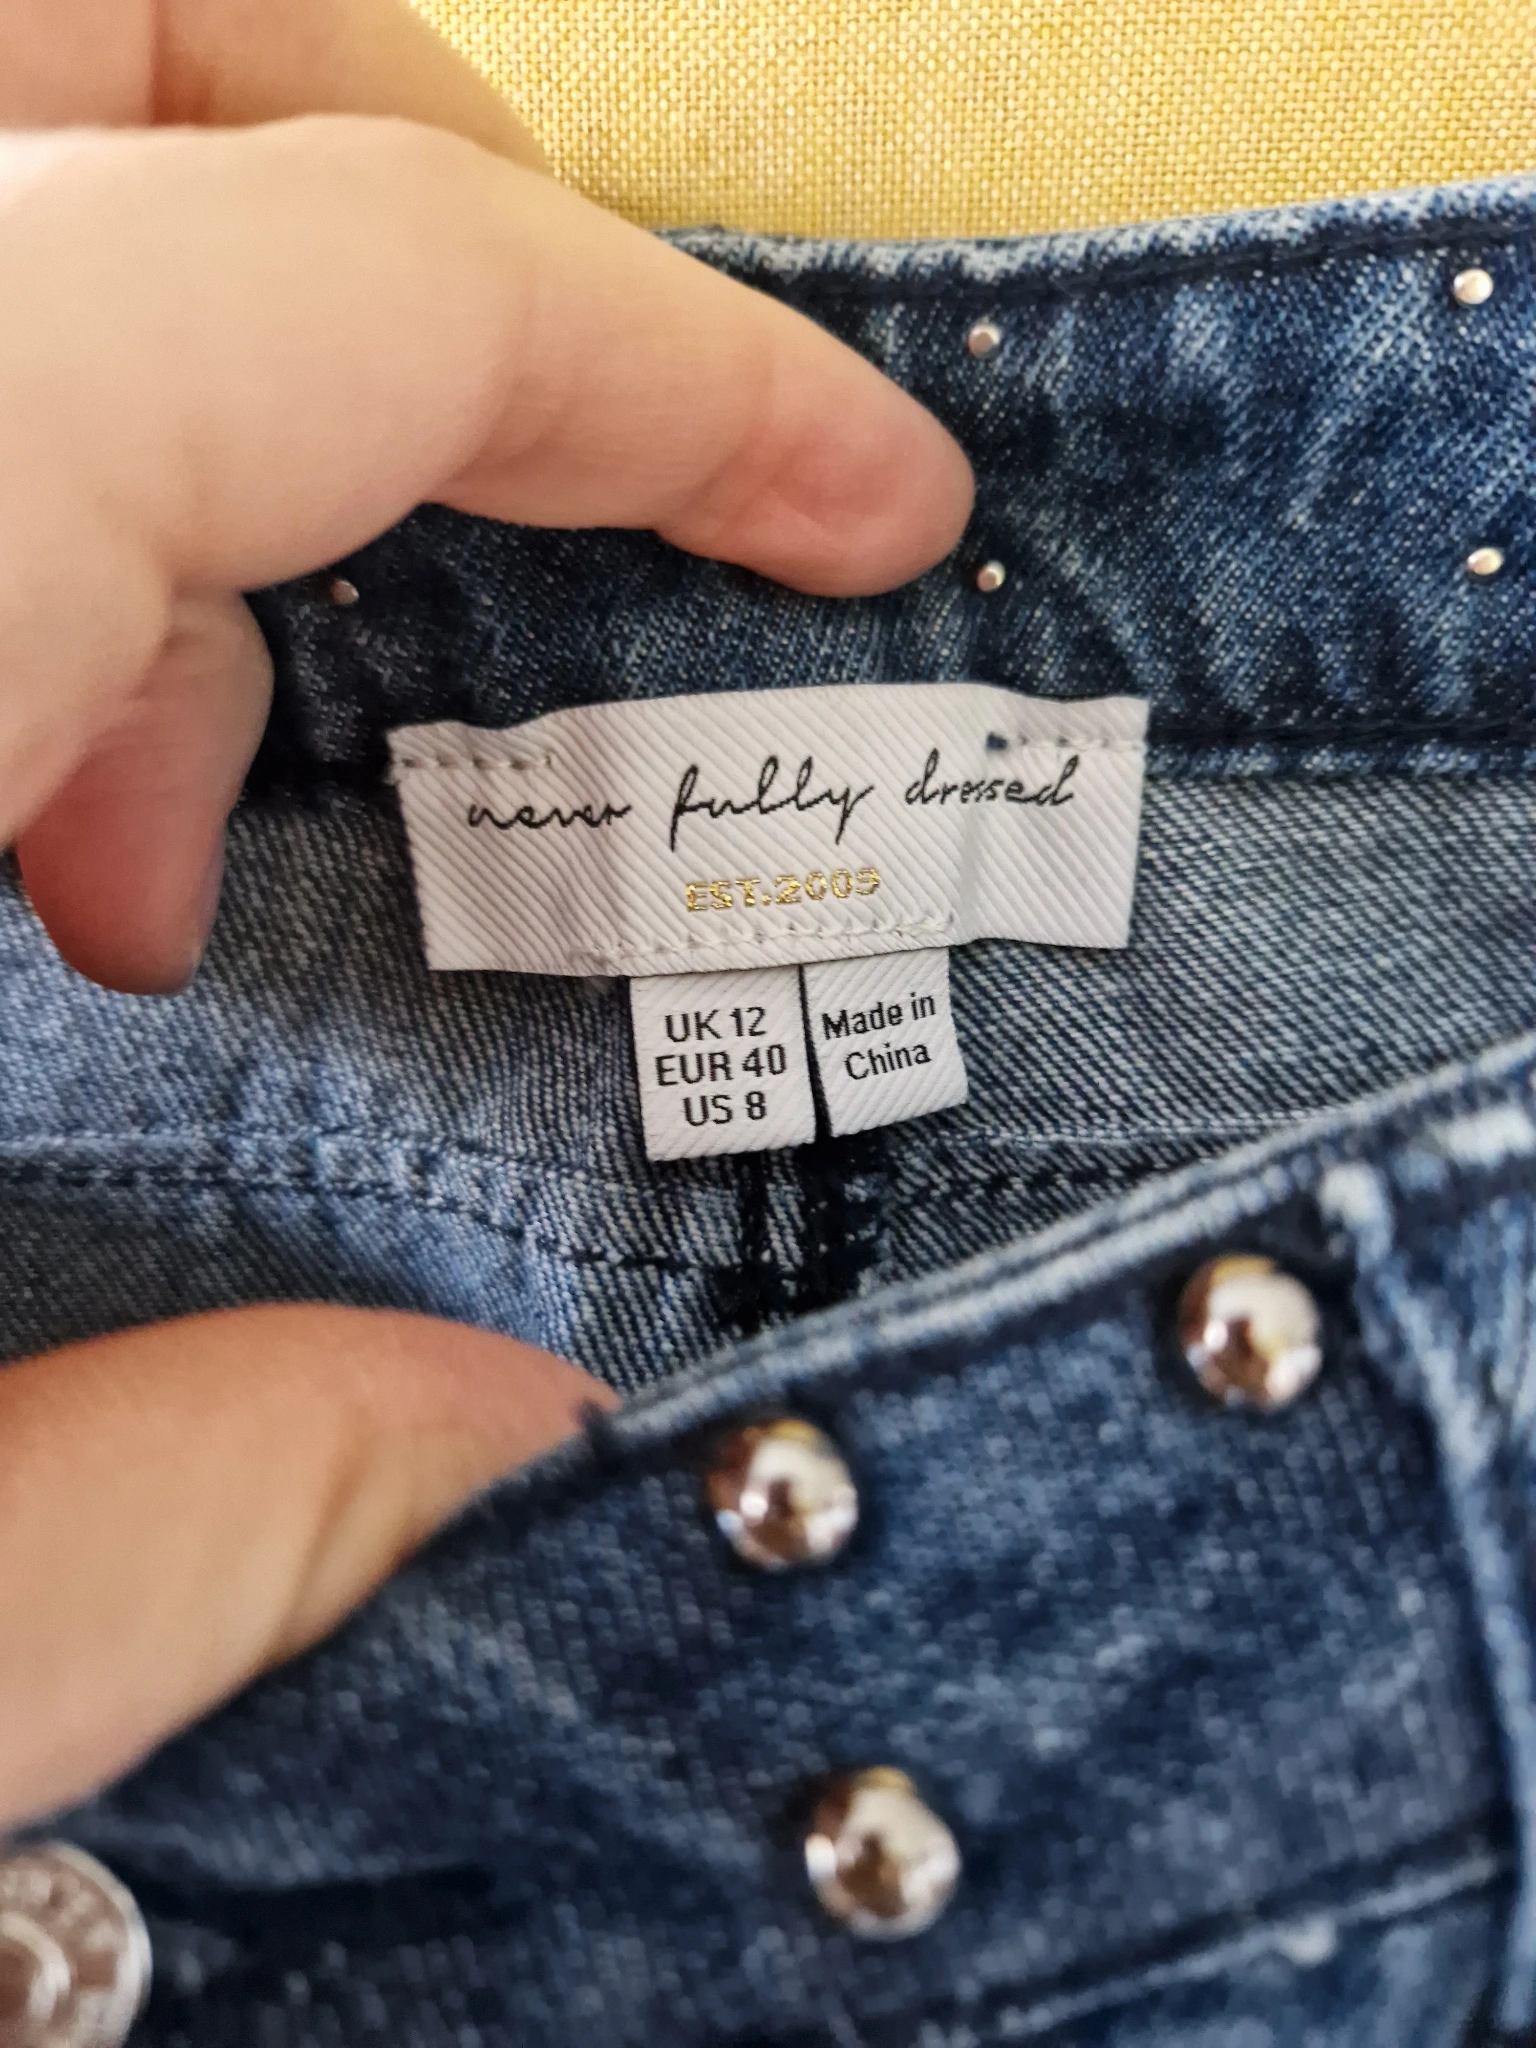 never fully dressed
EST.2009
UK 12
EUR 40
US 8
Made in
China